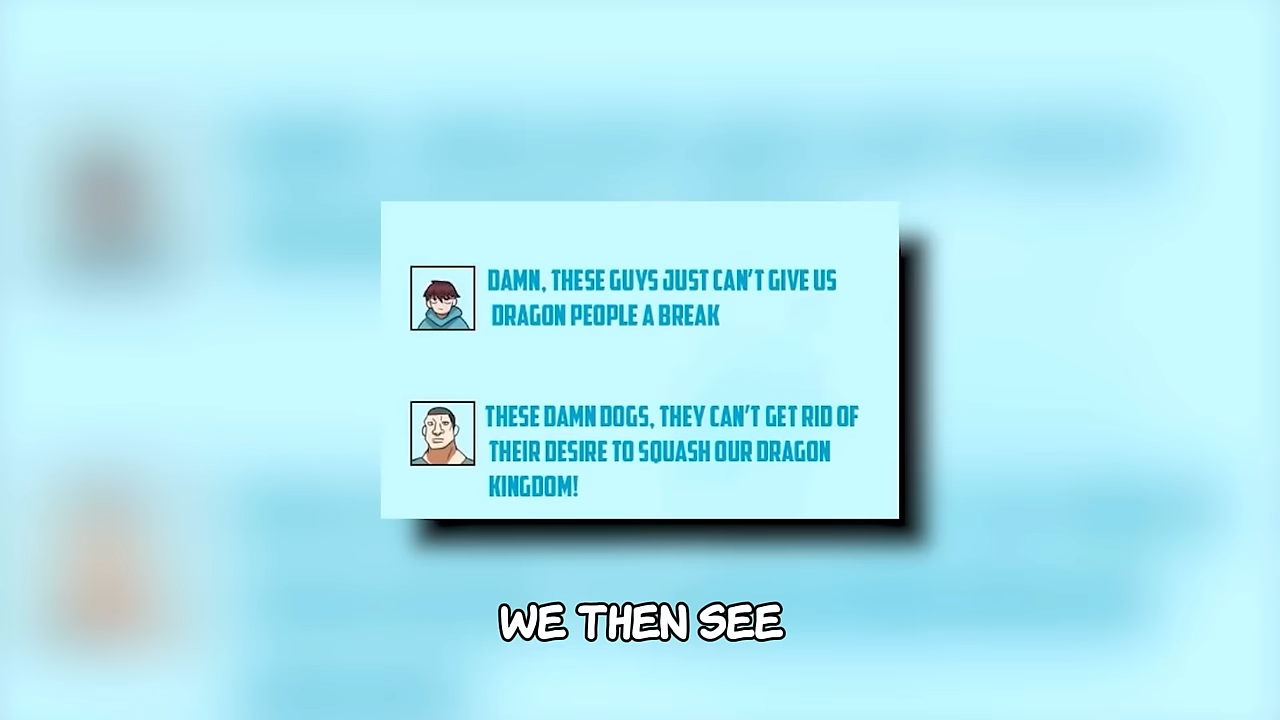 DAMN, THESE GUYS JUST CAN'T GIVE US
DRAGON PEOPLE A BREAK
THESE DAMN DOGS, THEY CAN'T GET RID OF
THEIR DESIRE TO SQUASH OUR DRAGON
KINGDOM!
WE THEN SEE